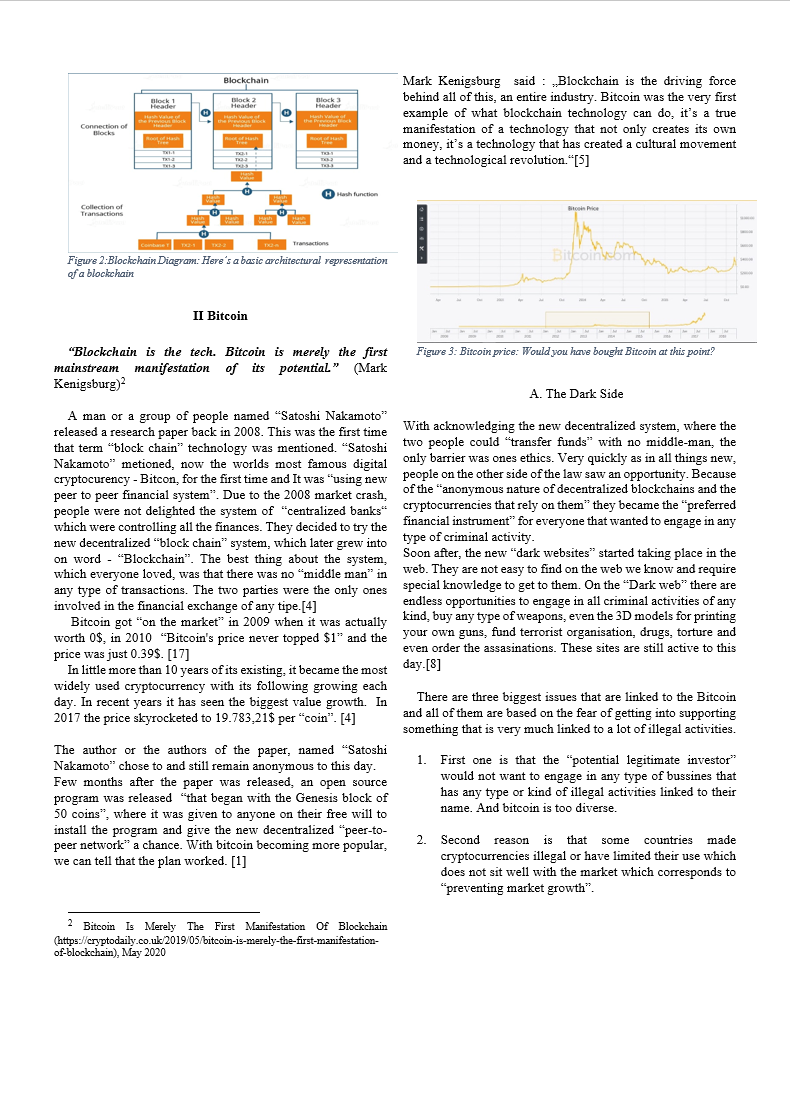 Blockchain
Block 1
Header
Block 2
Header
Block 3
Header
Hash Value of
the Previous Block
Header
Hash Value of
the Previous Block
Header
Hash Value of
the Previous Block
Header
Connection of
Blocks
Root of Hash
Tree
Root of Hash
Tree
Root of Hash
Tree
TX1-1
TX1-2
TX1-3
TX2-1
TX2-2
TX2-3
TX3-1
TX3-2
TX3-3
H
H
Hash
Value
H
H Hash function
Collection of
Transactions
Hash
Value
Hash
Value
H
H
Hash
Value
Hash
Value
Hash
Value
Hash
Value
H
TX2-1
TX2-2
TX2-n
Transactions
Figure 2:Blockchain Diagram: Here´s a basic architectural representation
of a blockchain
II Bitcoin
“Blockchain is the tech. Bitcoin is merely the first
mainstream manifestation of its potential.” (Mark
Kenigsburg)2
A man or a group of people named “Satoshi Nakamoto”
released a research paper back in 2008. This was the first time
that term “block chain” technology was mentioned. “Satoshi
Nakamoto” metioned, now the worlds most famous digital
cryptocurency - Bitcon, for the first time and It was “using new
peer to peer financial system”. Due to the 2008 market crash,
people were not delighted the system of “centralized banks“
which were controlling all the finances. They decided to try the
new decentralized “block chain” system, which later grew into
on word - “Blockchain”. The best thing about the system,
which everyone loved, was that there was no “middle man” in
any type of transactions. The two parties were the only ones
involved in the financial exchange of any tipe.[4]
Bitcoin got “on the market” in 2009 when it was actually
worth 0$, in 2010 “Bitcoin's price never topped $1” and the
price was just 0.39$. [17]
In little more than 10 years of its existing, it became the most
widely used cryptocurrency with its following growing each
day. In recent years it has seen the biggest value growth. In
2017 the price skyrocketed to 19.783,21$ per “coin”. [4]
The author or the authors of the paper, named “Satoshi
Nakamoto” chose to and still remain anonymous to this day.
Few months after the paper was released, an open source
program was released “that began with the Genesis block of
50 coins”, where it was given to anyone on their free will to
install the program and give the new decentralized “peer-to-
peer network” a chance. With bitcoin becoming more popular,
we can tell that the plan worked. [1]
2 Bitcoin Is Merely The First Manifestation Of Blockchain
(https://cryptodaily.co.uk/2019/05/bitcoin-is-merely-the-first-manifestation-
of-blockchain), May 2020
Mark Kenigsburg said : „Blockchain is the driving force
behind all of this, an entire industry. Bitcoin was the very first
example of what blockchain technology can do, it’s a true
manifestation of a technology that not only creates its own
money, it’s a technology that has created a cultural movement
and a technological revolution.“[5]
Bitcoin Price
Bitcoin.com
Figure 3: Bitcoin price: Would you have bought Bitcoin at this point?
A. The Dark Side
With acknowledging the new decentralized system, where the
two people could “transfer funds” with no middle-man, the
only barrier was ones ethics. Very quickly as in all things new,
people on the other side of the law saw an opportunity. Because
of the “anonymous nature of decentralized blockchains and the
cryptocurrencies that rely on them” they became the “preferred
financial instrument” for everyone that wanted to engage in any
type of criminal activity.
Soon after, the new “dark websites” started taking place in the
web. They are not easy to find on the web we know and require
special knowledge to get to them. On the “Dark web” there are
endless opportunities to engage in all criminal activities of any
kind, buy any type of weapons, even the 3D models for printing
your own guns, fund terrorist organisation, drugs, torture and
even order the assasinations. These sites are still active to this
day.[8]
There are three biggest issues that are linked to the Bitcoin
and all of them are based on the fear of getting into supporting
something that is very much linked to a lot of illegal activities.
1. First one is that the “potential legitimate investor”
would not want to engage in any type of bussines that
has any type or kind of illegal activities linked to their
name. And bitcoin is too diverse.
2. Second reason is that some countries made
cryptocurrencies illegal or have limited their use which
does not sit well with the market which corresponds to
“preventing market growth”.